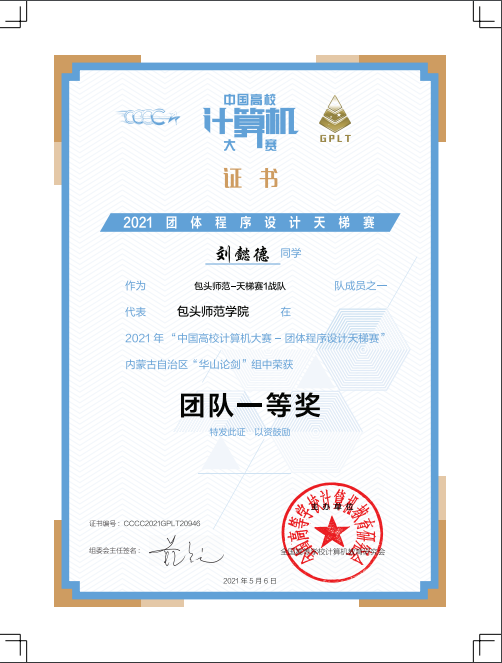 CCCC
中国高校
计算机
大赛
GPLT
证书
2021 团体程序设计天梯赛
刘懿德 同学
作为 包头师范-天梯赛1战队 队成员之一
代表 包头师范学院 在
2021 年“中国高校计算机大赛 – 团体程序设计天梯赛”
内蒙古自治区“华山论剑”组中荣获
团队一等奖
特发此证 以资鼓励
主办单位
证书编号：CCCC2021GPLT20946
组委会主任签名：
全国高等学校计算机教育研究会
2021 年 5 月 6 日